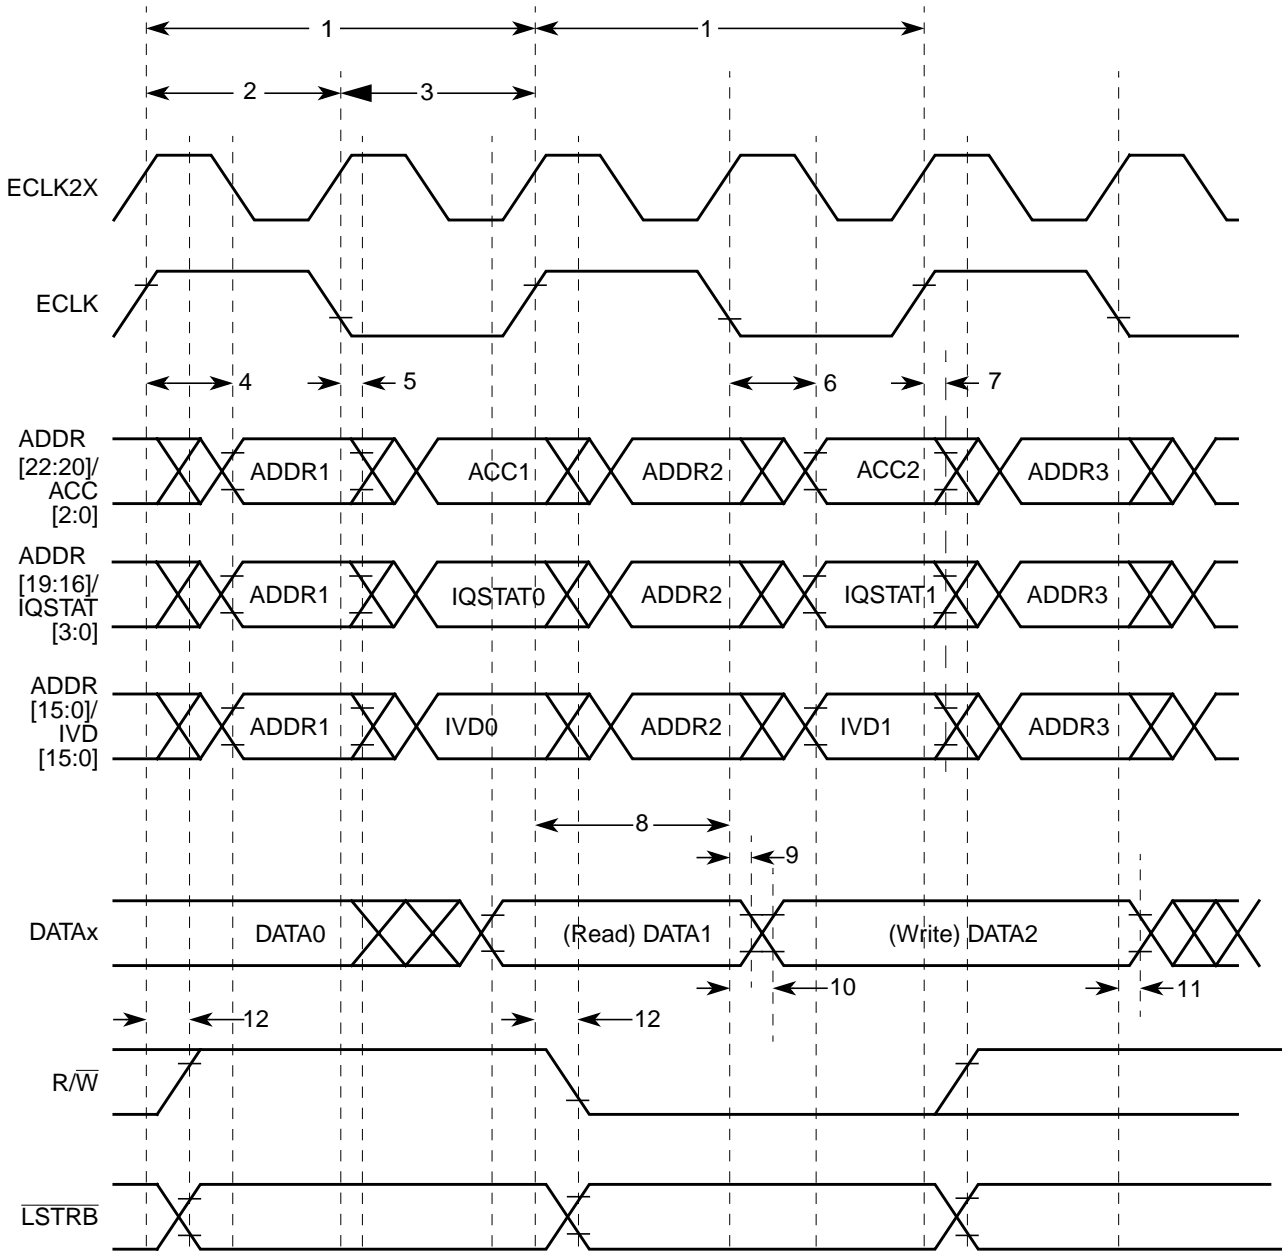 1 1
2 3
ECLK2X
ECLK
4 5 6 7
ADDR
[22:20]/
ACC
[2:0]
ADDR1 ACC1 ADDR2 ACC2 ADDR3
ADDR
[19:16]/
IQSTAT
[3:0]
ADDR1 IQSTAT0 ADDR2 IQSTAT1 ADDR3
ADDR
[15:0]/
IVD
[15:0]
ADDR1 IVD0 ADDR2 IVD1 ADDR3
8
9
DATAx
DATA0 (Read) DATA1 (Write) DATA2
10 11
12 12
R/W
LSTRB